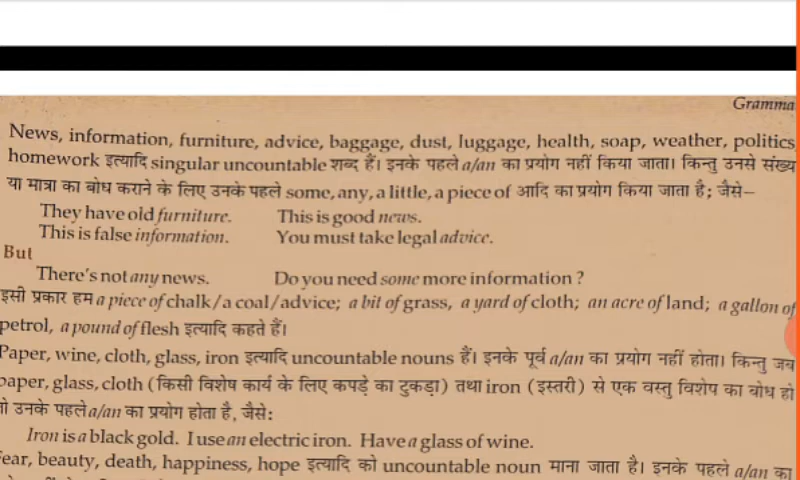 Gramma
News, information, furniture, advice, baggage, dust, luggage, health, soap, weather, politics
homework इत्यादि singular uncountable शब्द हैं। इनके पहले a/an का प्रयोग नहीं किया जाता। किन्तु उनसे संख्य
या मात्रा का बोध कराने के लिए उनके पहले some, any, a little, a piece of आदि का प्रयोग किया जाता है; जैसे—
They have old furniture. This is good news.
This is false information. You must take legal advice.
But
There's not any news. Do you need some more information ?
इसी प्रकार हम a piece of chalk/a coal/advice; a bit of grass, a yard of cloth; an acre of land; a gallon of
petrol, a pound of flesh इत्यादि कहते हैं।
Paper, wine, cloth, glass, iron इत्यादि uncountable nouns हैं। इनके पूर्व a/an का प्रयोग नहीं होता। किन्तु जब
paper, glass, cloth (किसी विशेष कार्य के लिए कपड़े का टुकड़ा) तथा iron (इस्तरी) से एक वस्तु विशेष का बोध हो
तो उनके पहले a/an का प्रयोग होता है, जैसे:
Iron is a black gold. I use an electric iron. Have a glass of wine.
Fear, beauty, death, happiness, hope इत्यादि को uncountable noun माना जाता है। इनके पहले a/an का